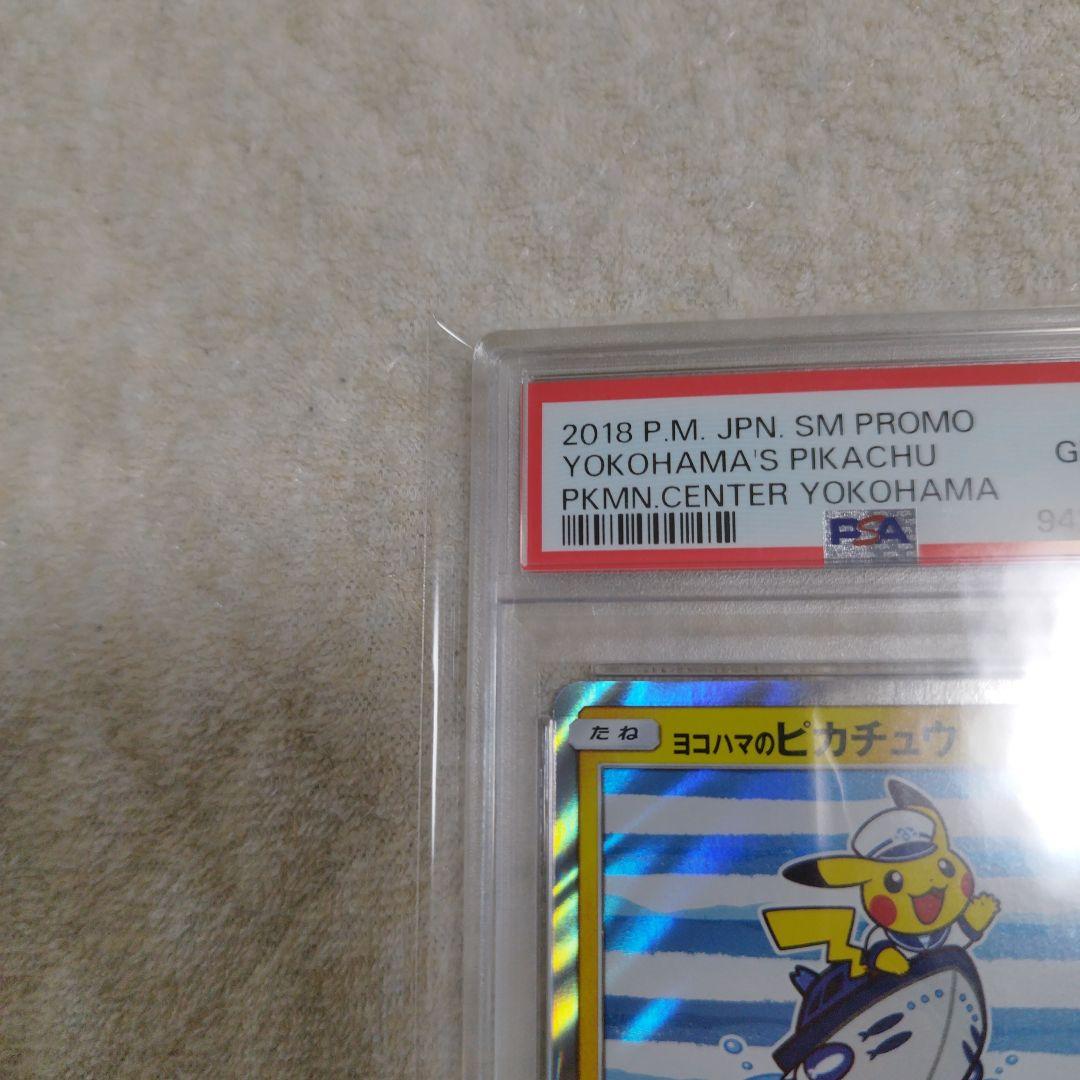 2018 P.M. JPN. SM PROMO
YOKOHAMA'S PIKACHU
G
PKMN.CENTER YOKOHAMA
PSA
94
たね
ヨコハマのピカチュウ